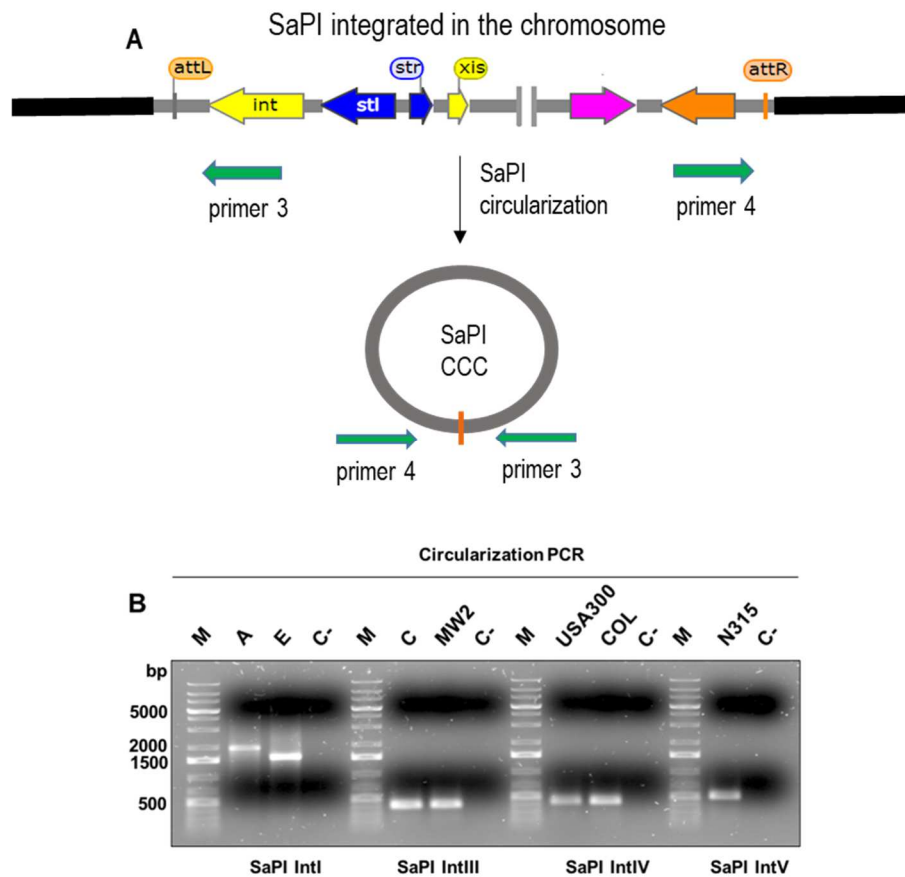 SaPI integrated in the chromosome
A
attL
str
xis
attR
int
stl
primer 3
SaPI
circularization
primer 4
SaPI
CCC
primer 4
primer 3
Circularization PCR
B
M A E C- M C MW2 C- M USA300 COL C- M N315 C-
bp
5000
2000
1500
500
SaPI IntI SaPI IntIII SaPI IntIV SaPI IntV